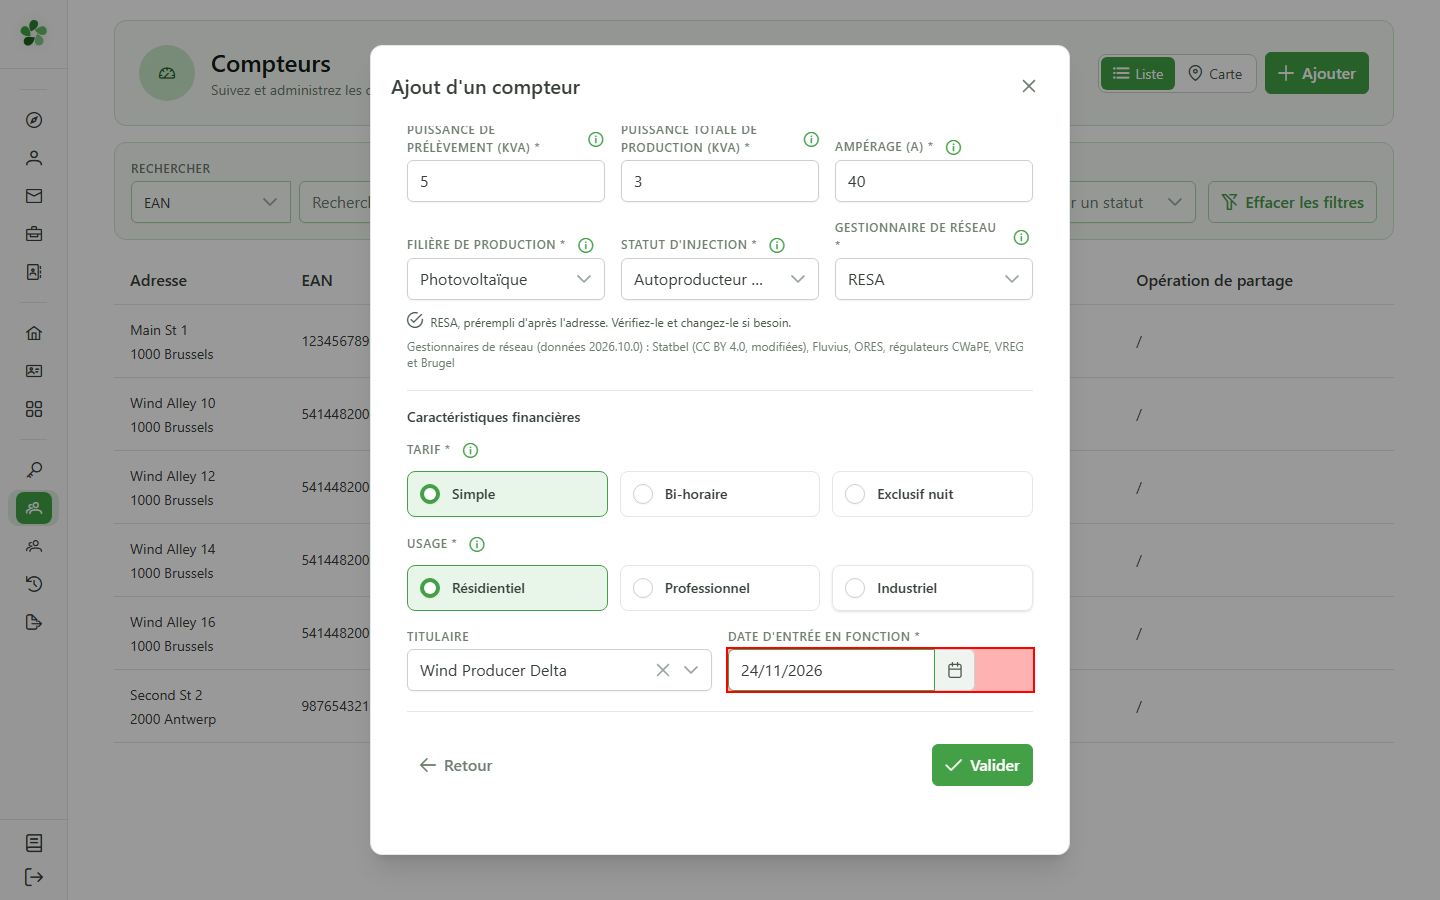 Compteurs
Suivez et administrez les c
Liste
Carte
Ajouter
RECHERCHER
EAN
Recherc
r un statut
Effacer les filtres
Adresse
EAN
Opération de partage
Main St 1
1000 Brussels
123456789
/
Wind Alley 10
1000 Brussels
541448200
/
Wind Alley 12
1000 Brussels
541448200
/
Wind Alley 14
1000 Brussels
541448200
/
Wind Alley 16
1000 Brussels
541448200
/
Second St 2
2000 Antwerp
987654321
/
Ajout d'un compteur
PUISSANCE DE
PRÉLÈVEMENT (KVA) *
PUISSANCE TOTALE DE
PRODUCTION (KVA) *
AMPÉRAGE (A) *
5
3
40
FILIÈRE DE PRODUCTION *
STATUT D'INJECTION *
GESTIONNAIRE DE RÉSEAU
*
Photovoltaïque
Autoproducteur ...
RESA
RESA, prérempli d'après l'adresse. Vérifiez-le et changez-le si besoin.
Gestionnaires de réseau (données 2026.10.0) : Statbel (CC BY 4.0, modifiées), Fluvius, ORES, régulateurs CWaPE, VREG
et Brugel
Caractéristiques financières
TARIF *
Simple
Bi-horaire
Exclusif nuit
USAGE *
Résidentiel
Professionnel
Industriel
TITULAIRE
DATE D'ENTRÉE EN FONCTION *
Wind Producer Delta
24/11/2026
Retour
Valider